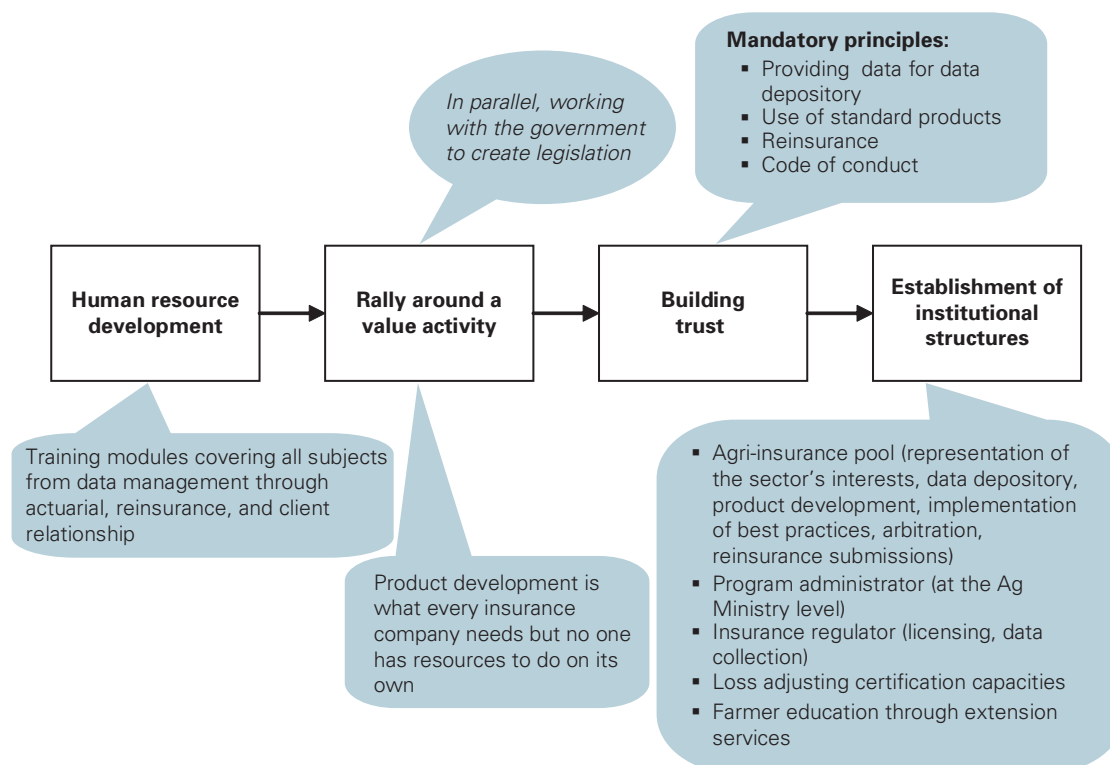 Mandatory principles:
▪ Providing data for data
depository
▪ Use of standard products
▪ Reinsurance
▪ Code of conduct
In parallel, working
with the government
to create legislation
Human resource
development
Rally around a
value activity
Building
trust
Establishment of
institutional
structures
Training modules covering all subjects
from data management through
actuarial, reinsurance, and client
relationship
Product development is
what every insurance
company needs but no one
has resources to do on its
own
▪ Agri-insurance pool (representation of
the sector's interests, data depository,
product development, implementation
of best practices, arbitration,
reinsurance submissions)
▪ Program administrator (at the Ag
Ministry level)
▪ Insurance regulator (licensing, data
collection)
▪ Loss adjusting certification capacities
▪ Farmer education through extension
services